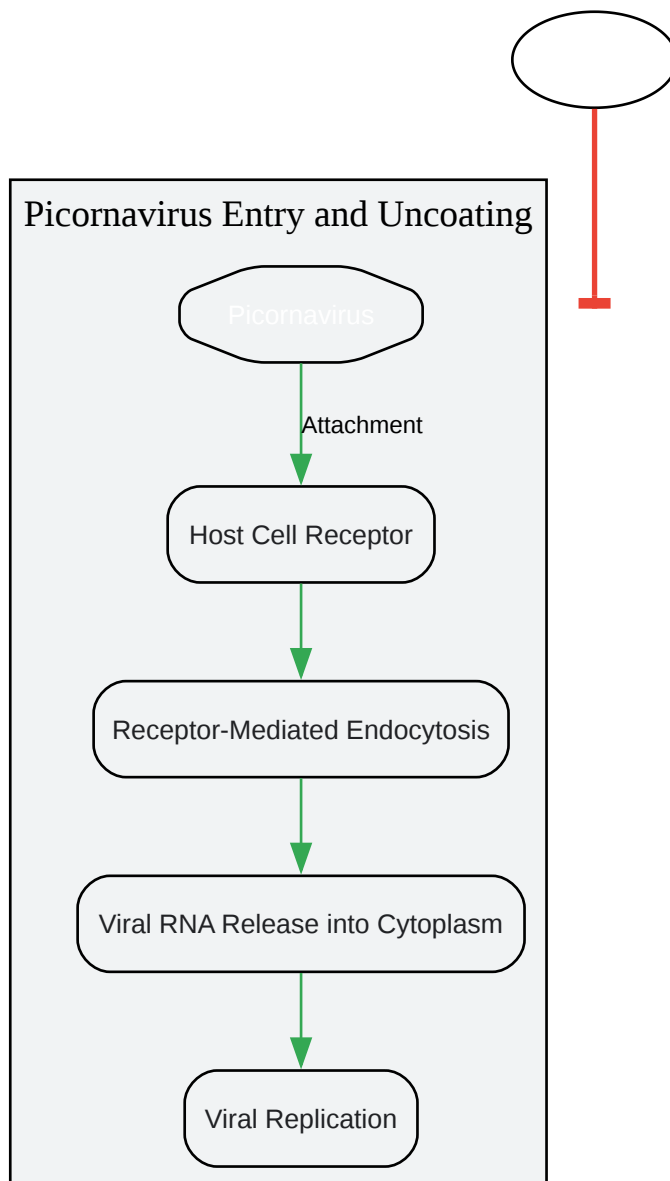 Picornavirus Entry and Uncoating
Picornavirus
Attachment
Host Cell Receptor
Receptor-Mediated Endocytosis
Viral RNA Release into Cytoplasm
Viral Replication